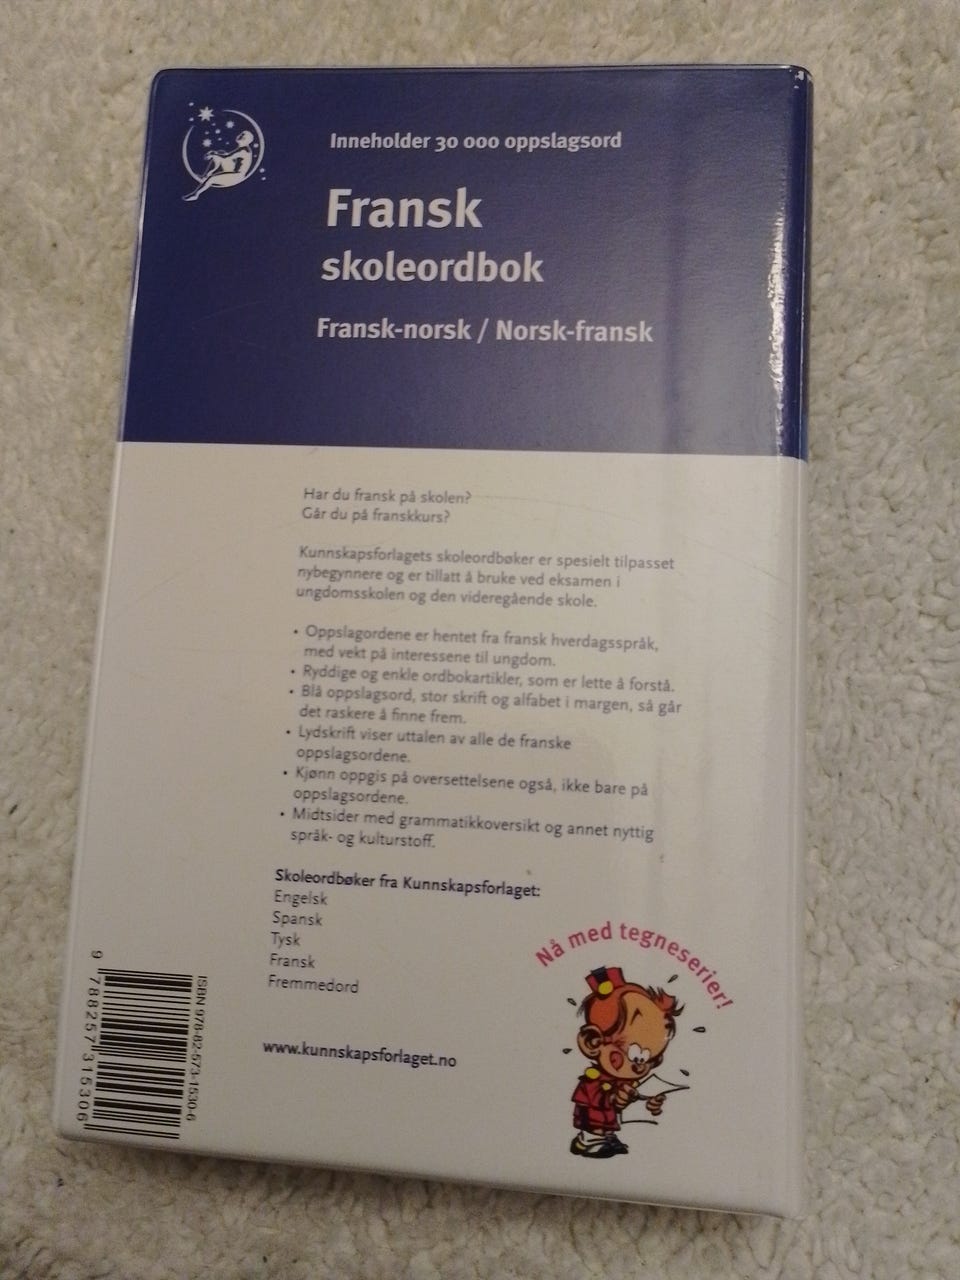 Inneholder 30 000 oppslagsord
Fransk
skoleordbok
Fransk-norsk / Norsk-fransk
Har du fransk på skolen?
Går du på franskkurs?
Kunnskapsforlagets skoleordbøker er spesielt tilpasset
nybegynnere og er tillatt å bruke ved eksamen i
ungdomsskolen og den videregående skole.
• Oppslagordene er hentet fra fransk hverdagsspråk,
med vekt på interessene til ungdom.
• Ryddige og enkle ordbokartikler, som er lette å forstå.
• Blå oppslagsord, stor skrift og alfabet i margen, så går
det raskere å finne frem.
• Lydskrift viser uttalen av alle de franske
oppslagsordene.
• Kjønn oppgis på oversettelsene også, ikke bare på
oppslagsordene.
• Midtsider med grammatikkoversikt og annet nyttig
språk- og kulturstoff.
Skoleordbøker fra Kunnskapsforlaget:
Engelsk
Spansk
Tysk
Fransk
Fremmedord
www.kunnskapsforlaget.no
Nå med tegneserier!
ISBN 978-82-573-1530-6
9 788257 315306